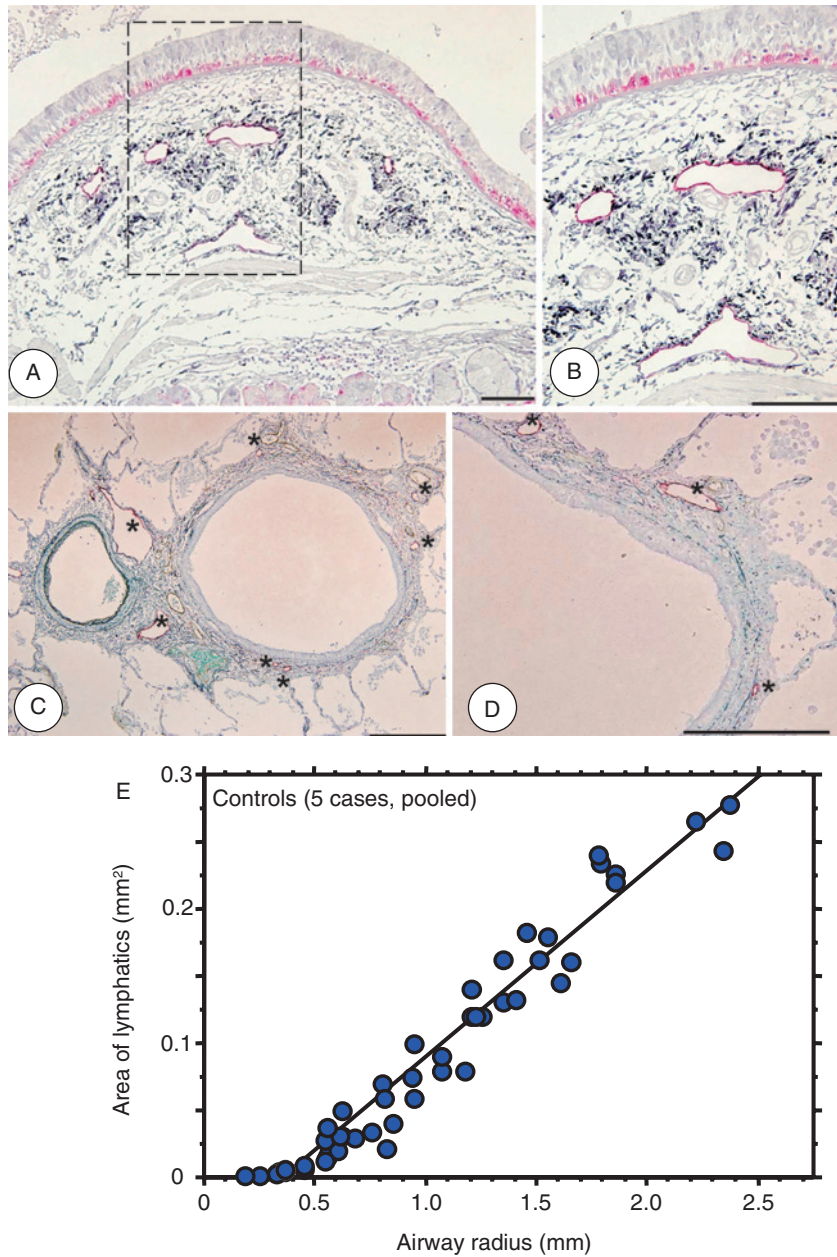 A
B
C
D
E
Controls (5 cases, pooled)
0.3
0.2
0.1
0
Area of lymphatics (mm²)
0 0.5 1.0 1.5 2.0 2.5
Airway radius (mm)